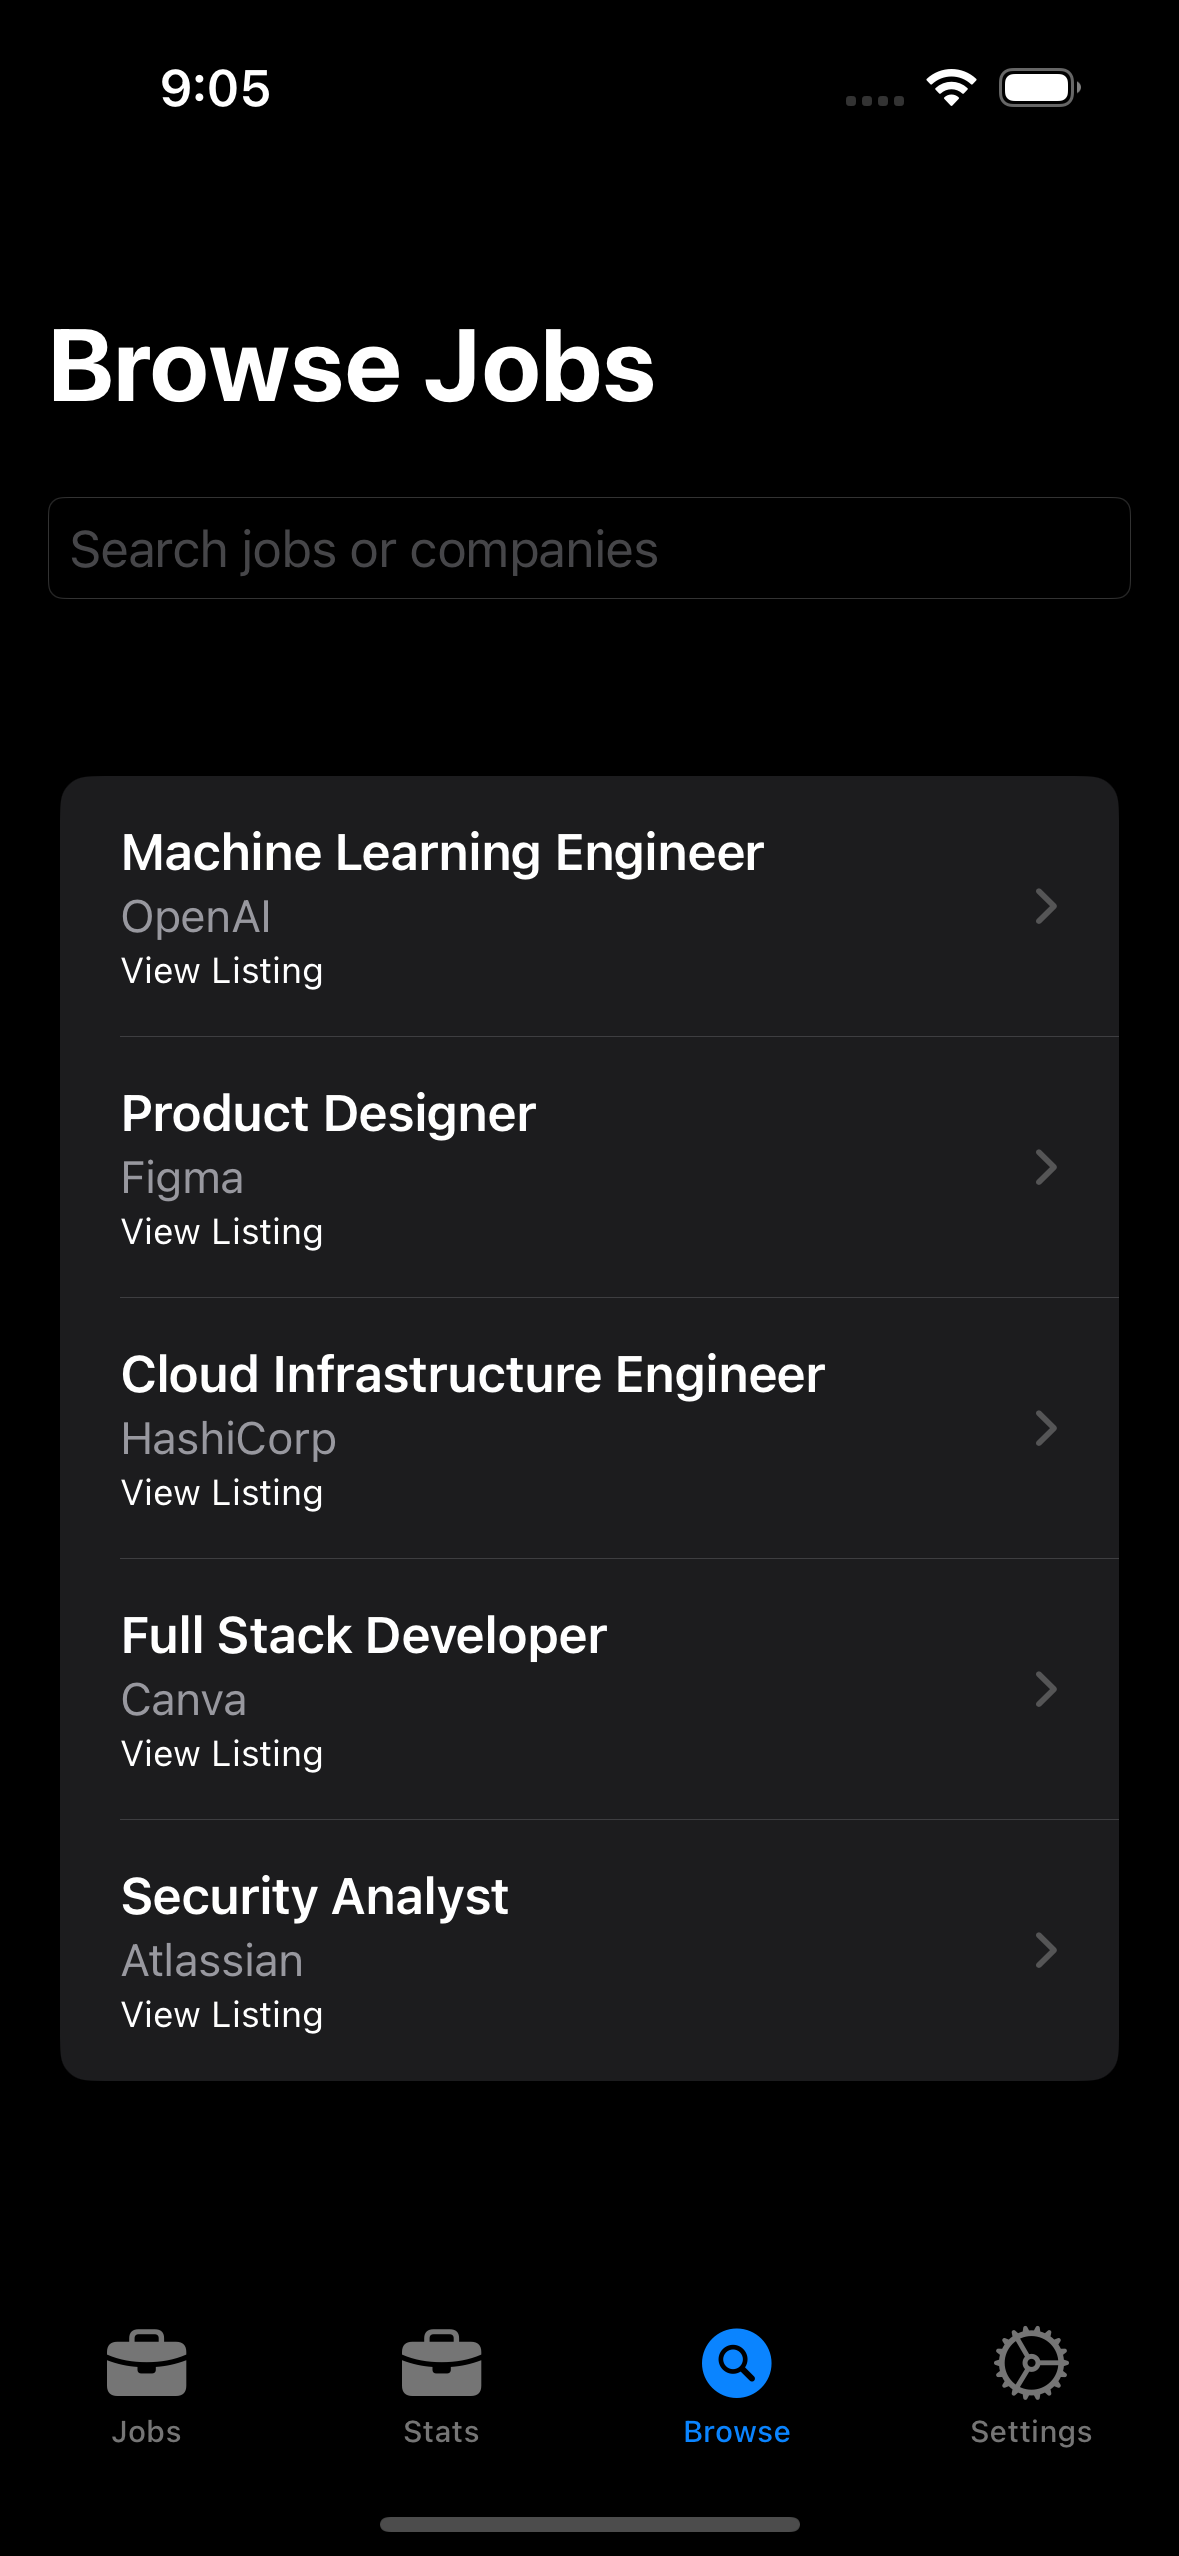 9:05
Browse Jobs
Search jobs or companies
Machine Learning Engineer
OpenAI
View Listing
Product Designer
Figma
View Listing
Cloud Infrastructure Engineer
HashiCorp
View Listing
Full Stack Developer
Canva
View Listing
Security Analyst
Atlassian
View Listing
Jobs Stats Browse Settings